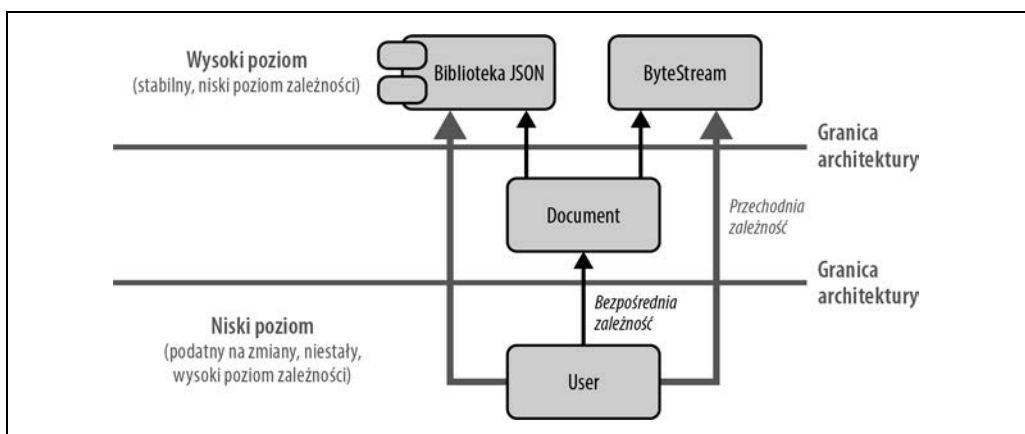 Wysoki poziom
(stabilny, niski poziom zależności)
Biblioteka JSON
ByteStream
Granica
architektury
Document
Przechodnia
zależność
Granica
architektury
Bezpośrednia
zależność
Niski poziom
(podatny na zmiany, niestały,
wysoki poziom zależności)
User